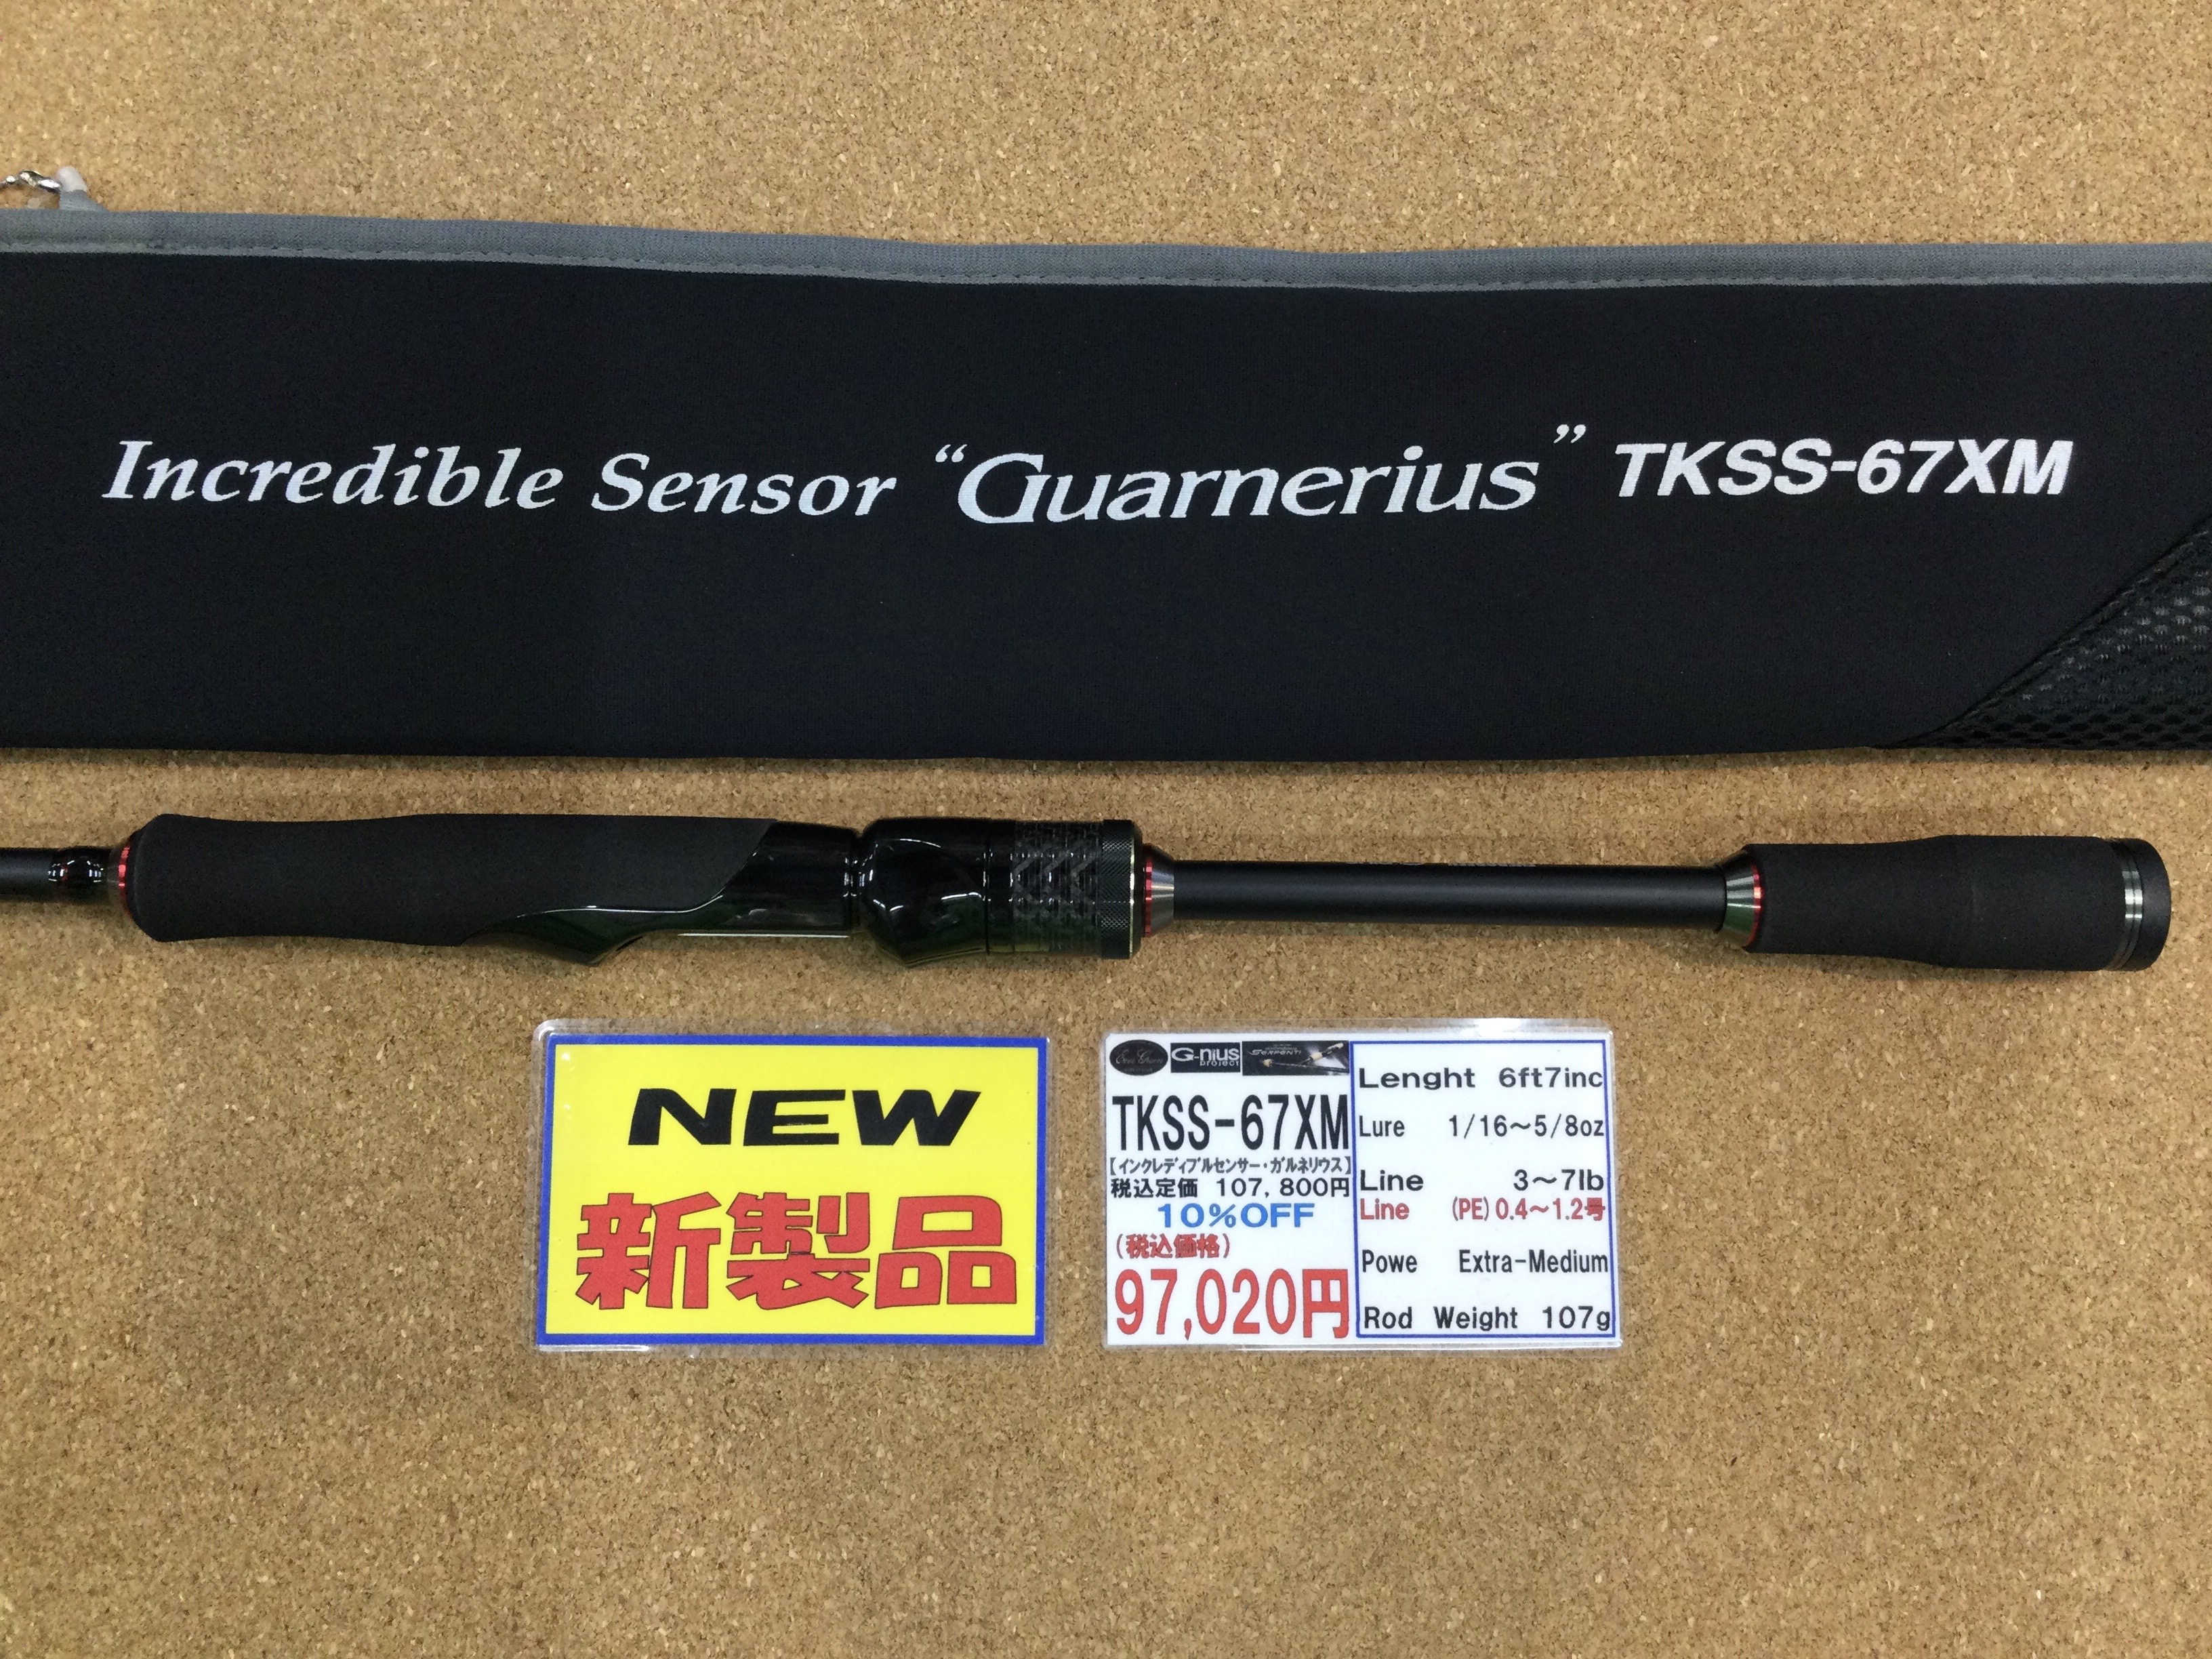 Incredible Sensor “Guarnerius” TKSS-67XM
NEW
新製品
G-nius
project
SERPENTI
TKSS-67XM
【インクレディブルセンサー・ガルネリウス】
税込定価 107,800円
10%OFF
(税込価格)
97,020円
Lenght 6ft7inc
Lure 1/16～5/8oz
Line 3～7lb
Line (PE)0.4～1.2号
Powe Extra-Medium
Rod Weight 107g